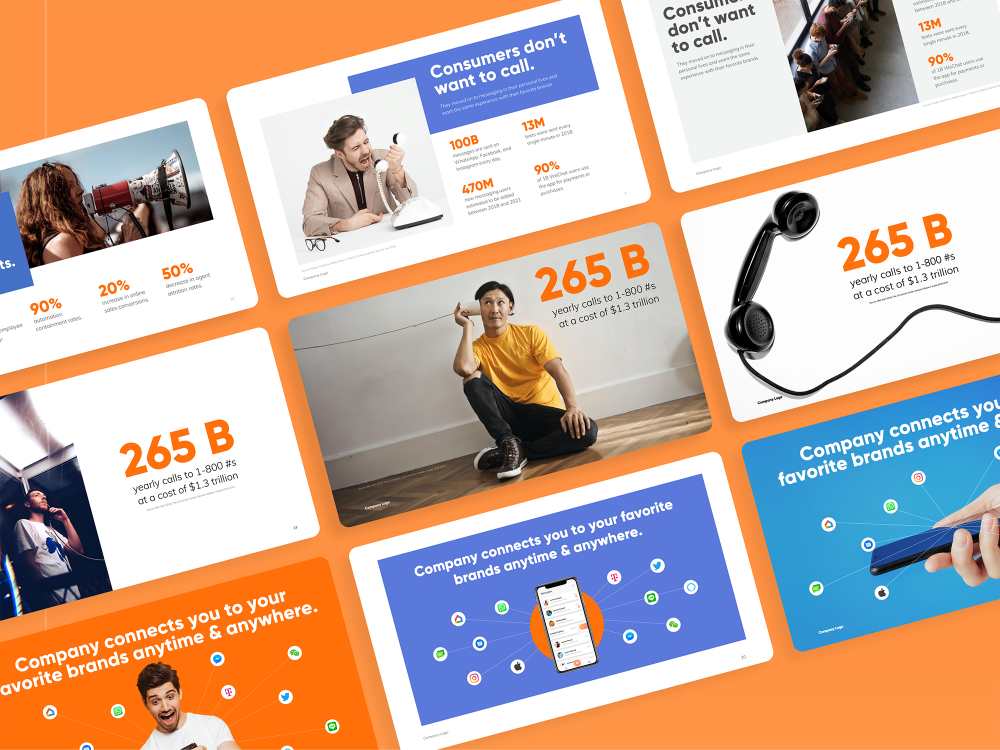 ts.
employee
90%
automation
containment rates.
20%
increase in online
sales conversions.
50%
decrease in agent
attrition rates.
Consumers don't
want to call.
They moved on to messaging in their personal lives and
want the same experience with their favorite brands
100B
messages are sent on
WhatsApp, Facebook, and
Instagram every day.
13M
texts were sent every
single minute in 2018.
470M
new messaging users
estimated to be added
between 2018 and 2021
90%
of 1B WeChat users use
the app for payments or
purchases.
Company Logo
Consumers
don't want
to call.
They moved on to messaging in their
personal lives and want the same
experience with their favorite brands
between 2018 and
13M
texts were sent every
single minute in 2018.
90%
of 1B WeChat users use
the app for payments or
purchases.
Company Logo
265 B
yearly calls to 1-800 #s
at a cost of $1.3 trillion
265 B
yearly calls to 1-800 #s
at a cost of $1.3 trillion
Company Logo
265 B
yearly calls to 1-800 #s
at a cost of $1.3 trillion
Company Logo
Company connects you to your
avorite brands anytime & anywhere.
Company connects you to your favorite
brands anytime & anywhere.
Company Logo
Company connects you
favorite brands anytime &
Company Logo